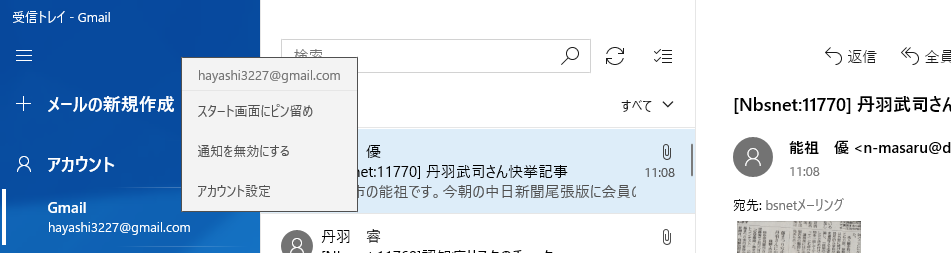 受信トレイ - Gmail
検索
返信
全員
hayashi3227@gmail.com
メールの新規作成
スタート画面にピン留め
すべて
[Nbsnet:11770] 丹羽武司さん
通知を無効にする
優
能祖 優 <n-masaru@d
アカウント
net:11770] 丹羽武司さん快挙記事
11:08
11:08
アカウント設定
市の能祖です。今朝の中日新聞尾張版に会員の
Gmail
hayashi3227@gmail.com
宛先: bsnetメーリング
丹羽 睿